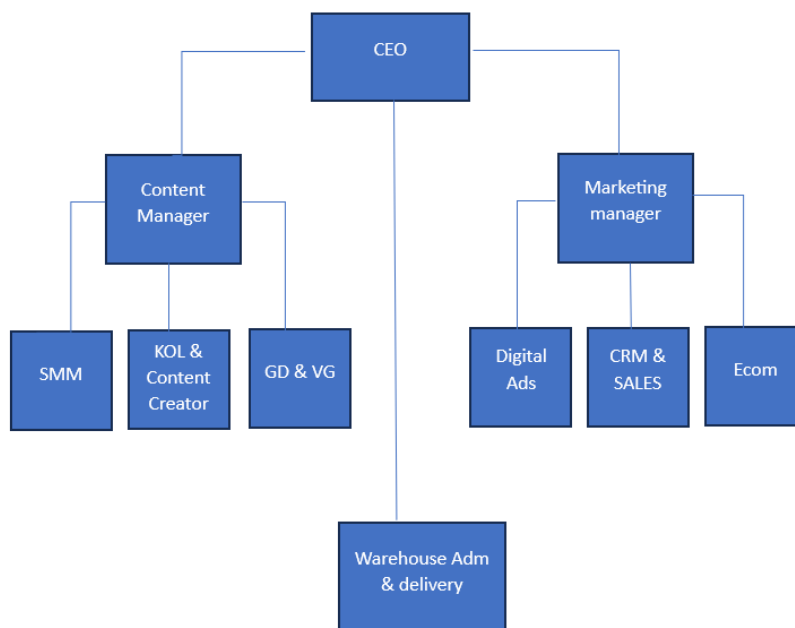 CEO
Content
Manager
Marketing
manager
SMM
KOL &
Content
Creator
GD & VG
Digital
Ads
CRM &
SALES
Ecom
Warehouse Adm
& delivery